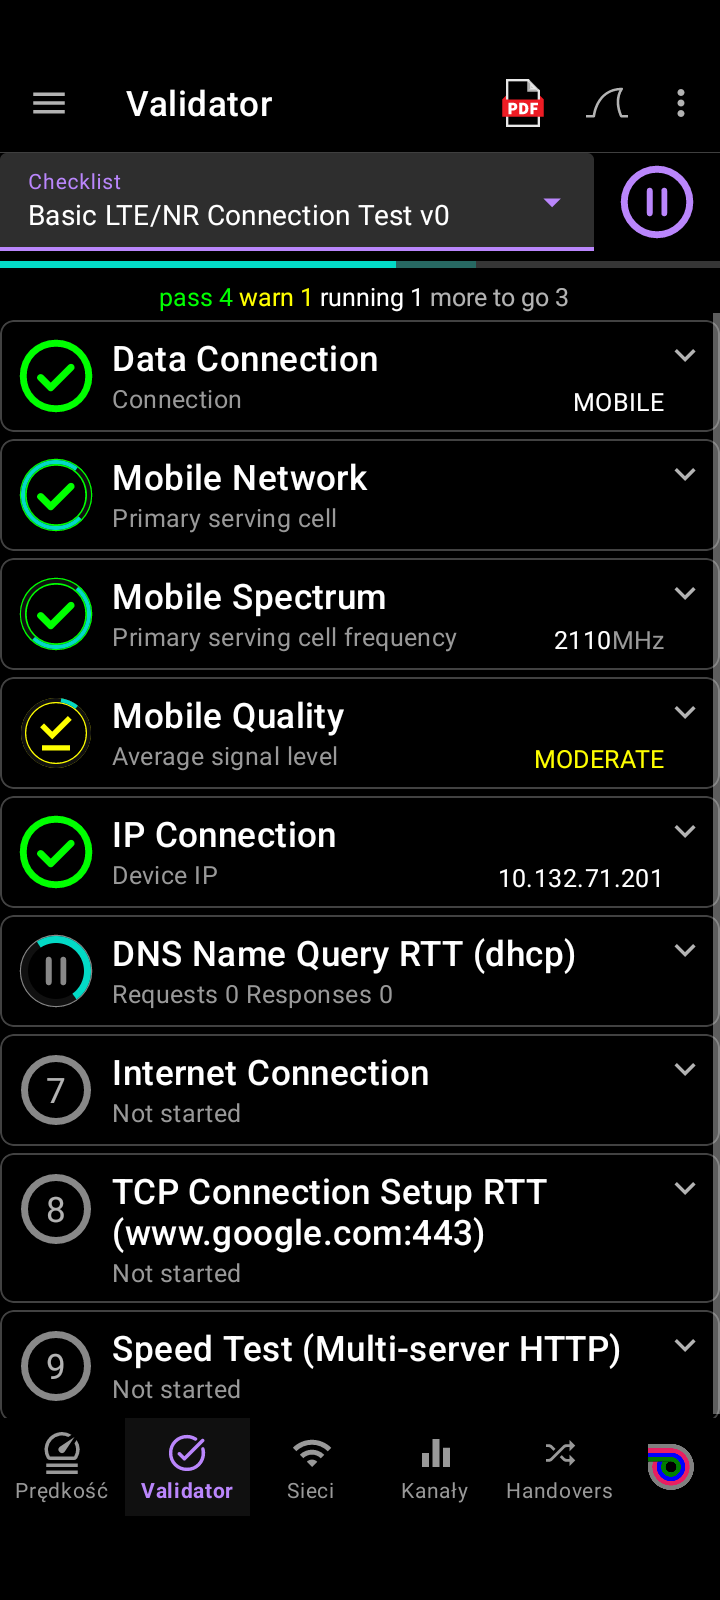 Validator
PDF
Checklist
Basic LTE/NR Connection Test v0
pass 4 warn 1 running 1 more to go 3
Data Connection
Connection
MOBILE
Mobile Network
Primary serving cell
Mobile Spectrum
Primary serving cell frequency
2110MHz
Mobile Quality
Average signal level
MODERATE
IP Connection
Device IP
10.132.71.201
DNS Name Query RTT (dhcp)
Requests 0 Responses 0
7
Internet Connection
Not started
8
TCP Connection Setup RTT
(www.google.com:443)
Not started
9
Speed Test (Multi-server HTTP)
Not started
Prędkość
Validator
Sieci
Kanały
Handovers